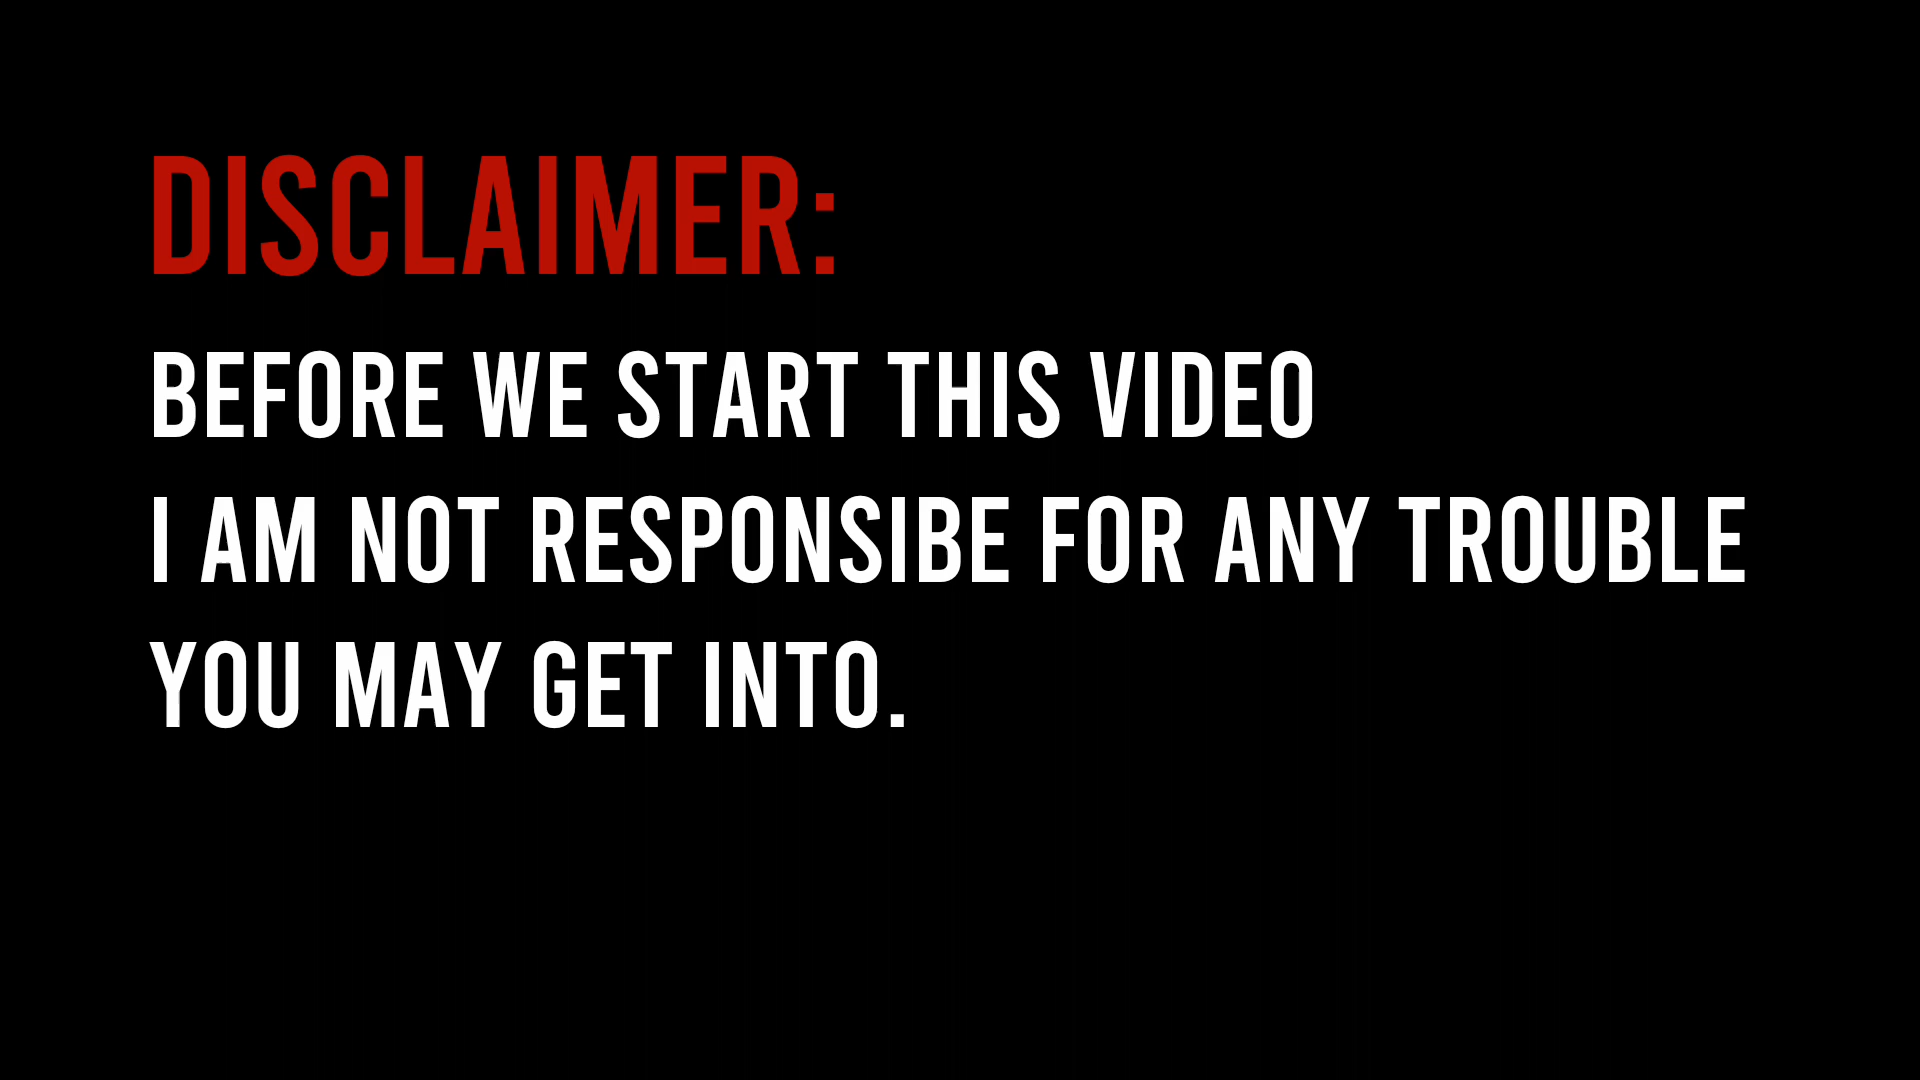 DISCLAIMER:
BEFORE WE START THIS VIDEO
I AM NOT RESPONSIBE FOR ANY TROUBLE
YOU MAY GET INTO.